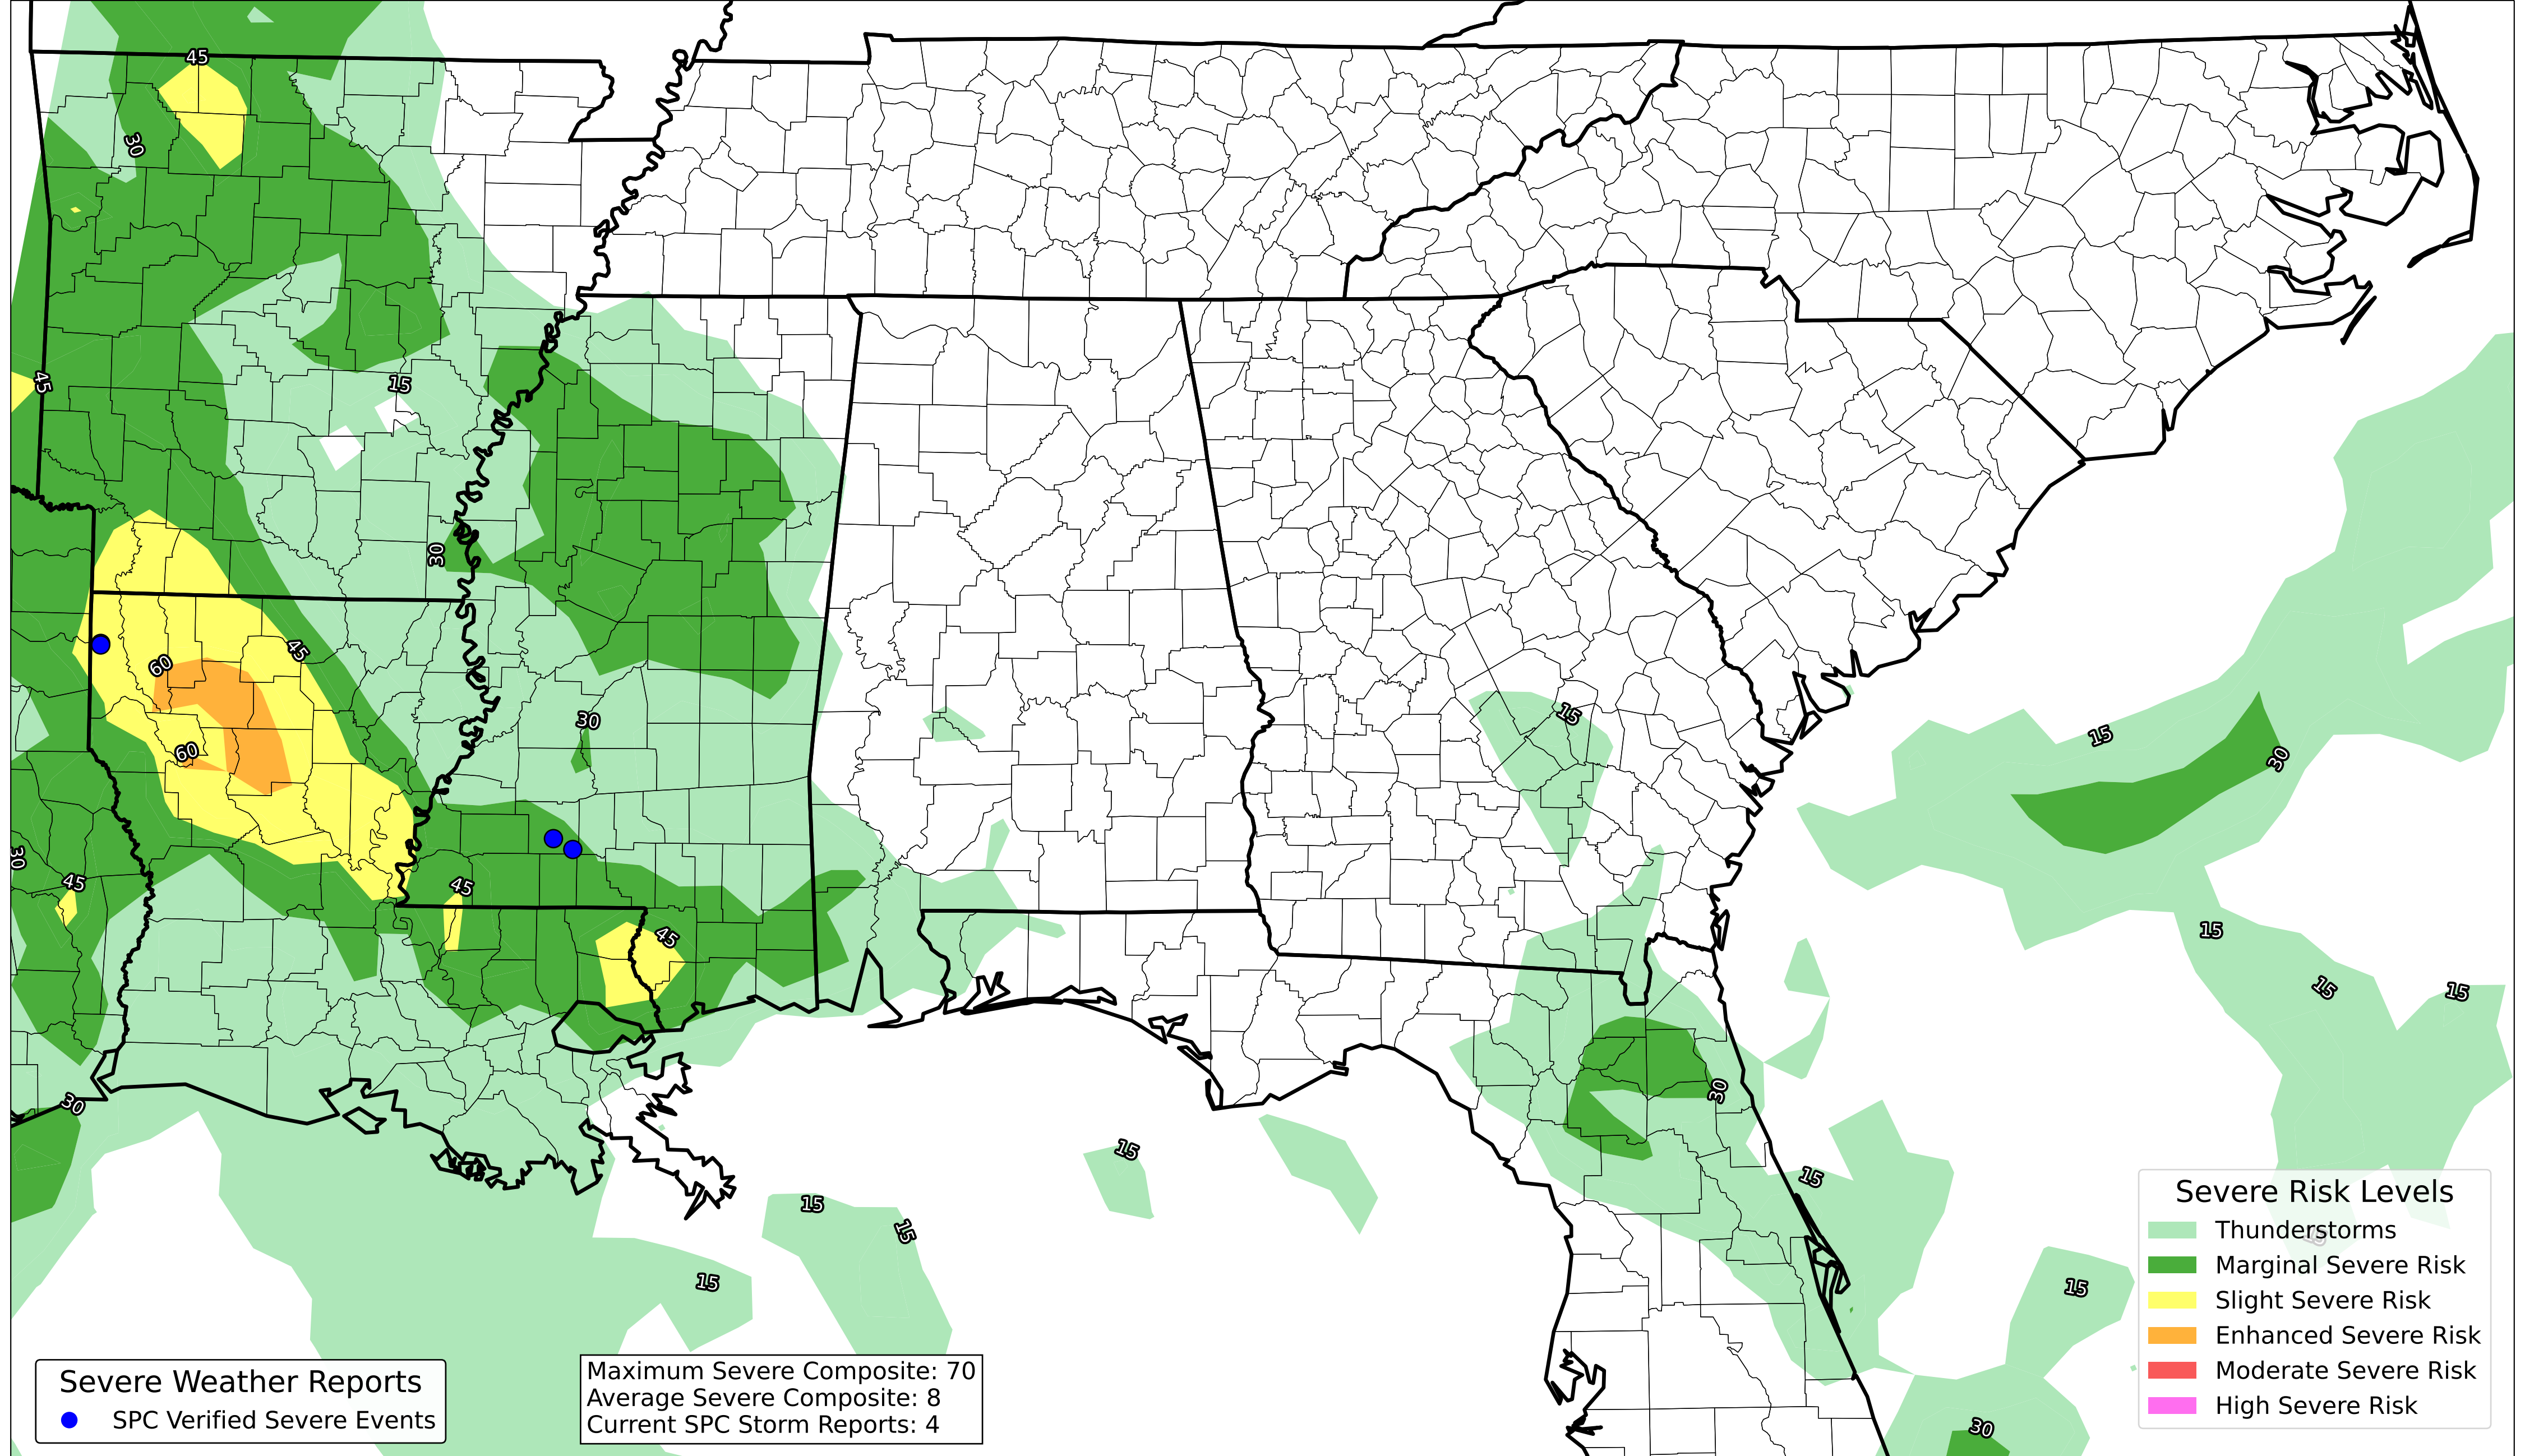 45
30
45
15
30
45
60
15
30
15
60
30
30
45
45
15
45
15
15
30
30
15
15
15
15
15
15
15
30
Severe Risk Levels
Thunderstorms
Marginal Severe Risk
Slight Severe Risk
Enhanced Severe Risk
Moderate Severe Risk
High Severe Risk
Severe Weather Reports
SPC Verified Severe Events
Maximum Severe Composite: 70
Average Severe Composite: 8
Current SPC Storm Reports: 4